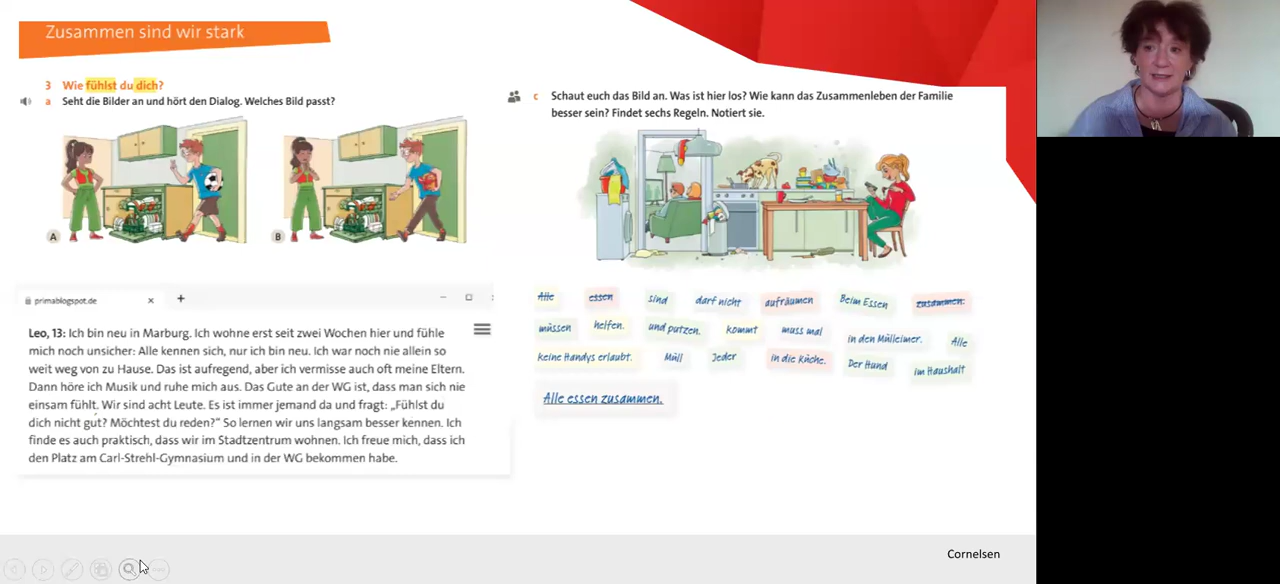 Zusammen sind wir stark
3 Wie fühlst du dich?
a Seht die Bilder an und hört den Dialog. Welches Bild passt?
A
B
primablogspot.de
Leo, 13: Ich bin neu in Marburg. Ich wohne erst seit zwei Wochen hier und fühle
mich noch unsicher: Alle kennen sich, nur ich bin neu. Ich war noch nie allein so
weit weg von zu Hause. Das ist aufregend, aber ich vermisse auch oft meine Eltern.
Dann höre ich Musik und ruhe mich aus. Das Gute an der WG ist, dass man sich nie
einsam fühlt. Wir sind acht Leute. Es ist immer jemand da und fragt: „Fühlst du
dich nicht gut? Möchtest du reden?“ So lernen wir uns langsam besser kennen. Ich
finde es auch praktisch, dass wir im Stadtzentrum wohnen. Ich freue mich, dass ich
den Platz am Carl-Strehl-Gymnasium und in der WG bekommen habe.
c Schaut euch das Bild an. Was ist hier los? Wie kann das Zusammenleben der Familie
besser sein? Findet sechs Regeln. Notiert sie.
Alle essen sind darf nicht aufräumen Beim Essen zusammen.
müssen helfen. und putzen. kommt muss mal in den Mülleimer. Alle
keine Handys erlaubt. Müll Jeder in die Küche. Der Hund im Haushalt
Alle essen zusammen.
Cornelsen